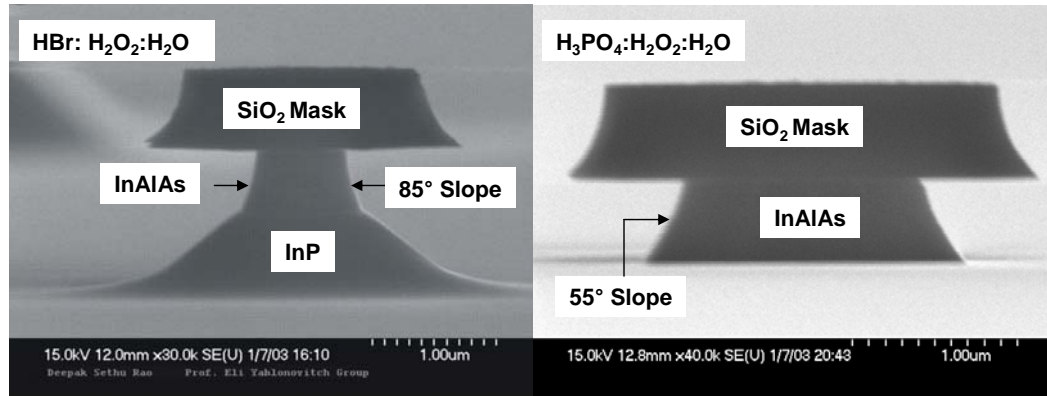 HBr: H₂O₂:H₂O
SiO₂ Mask
InAlAs
85° Slope
InP
15.0kV 12.0mm x30.0k SE(U) 1/7/03 16:10
1.00um
Deepak Sethu Rao Prof. Eli Yablonovitch Group
H₃PO₄:H₂O₂:H₂O
SiO₂ Mask
InAlAs
55° Slope
15.0kV 12.8mm x40.0k SE(U) 1/7/03 20:43
1.00um